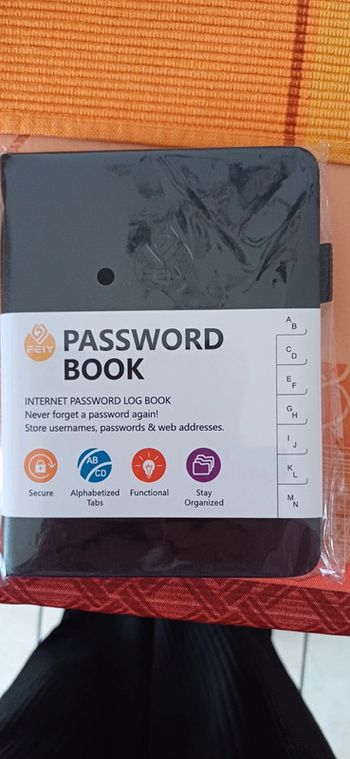 FEIY
PASSWORD
BOOK
INTERNET PASSWORD LOG BOOK
Never forget a password again!
Store usernames, passwords & web addresses.
AB
CD
Secure
Alphabetized
Tabs
Functional
Stay
Organized
A
B
C
D
E
F
G
H
I
J
K
L
M
N